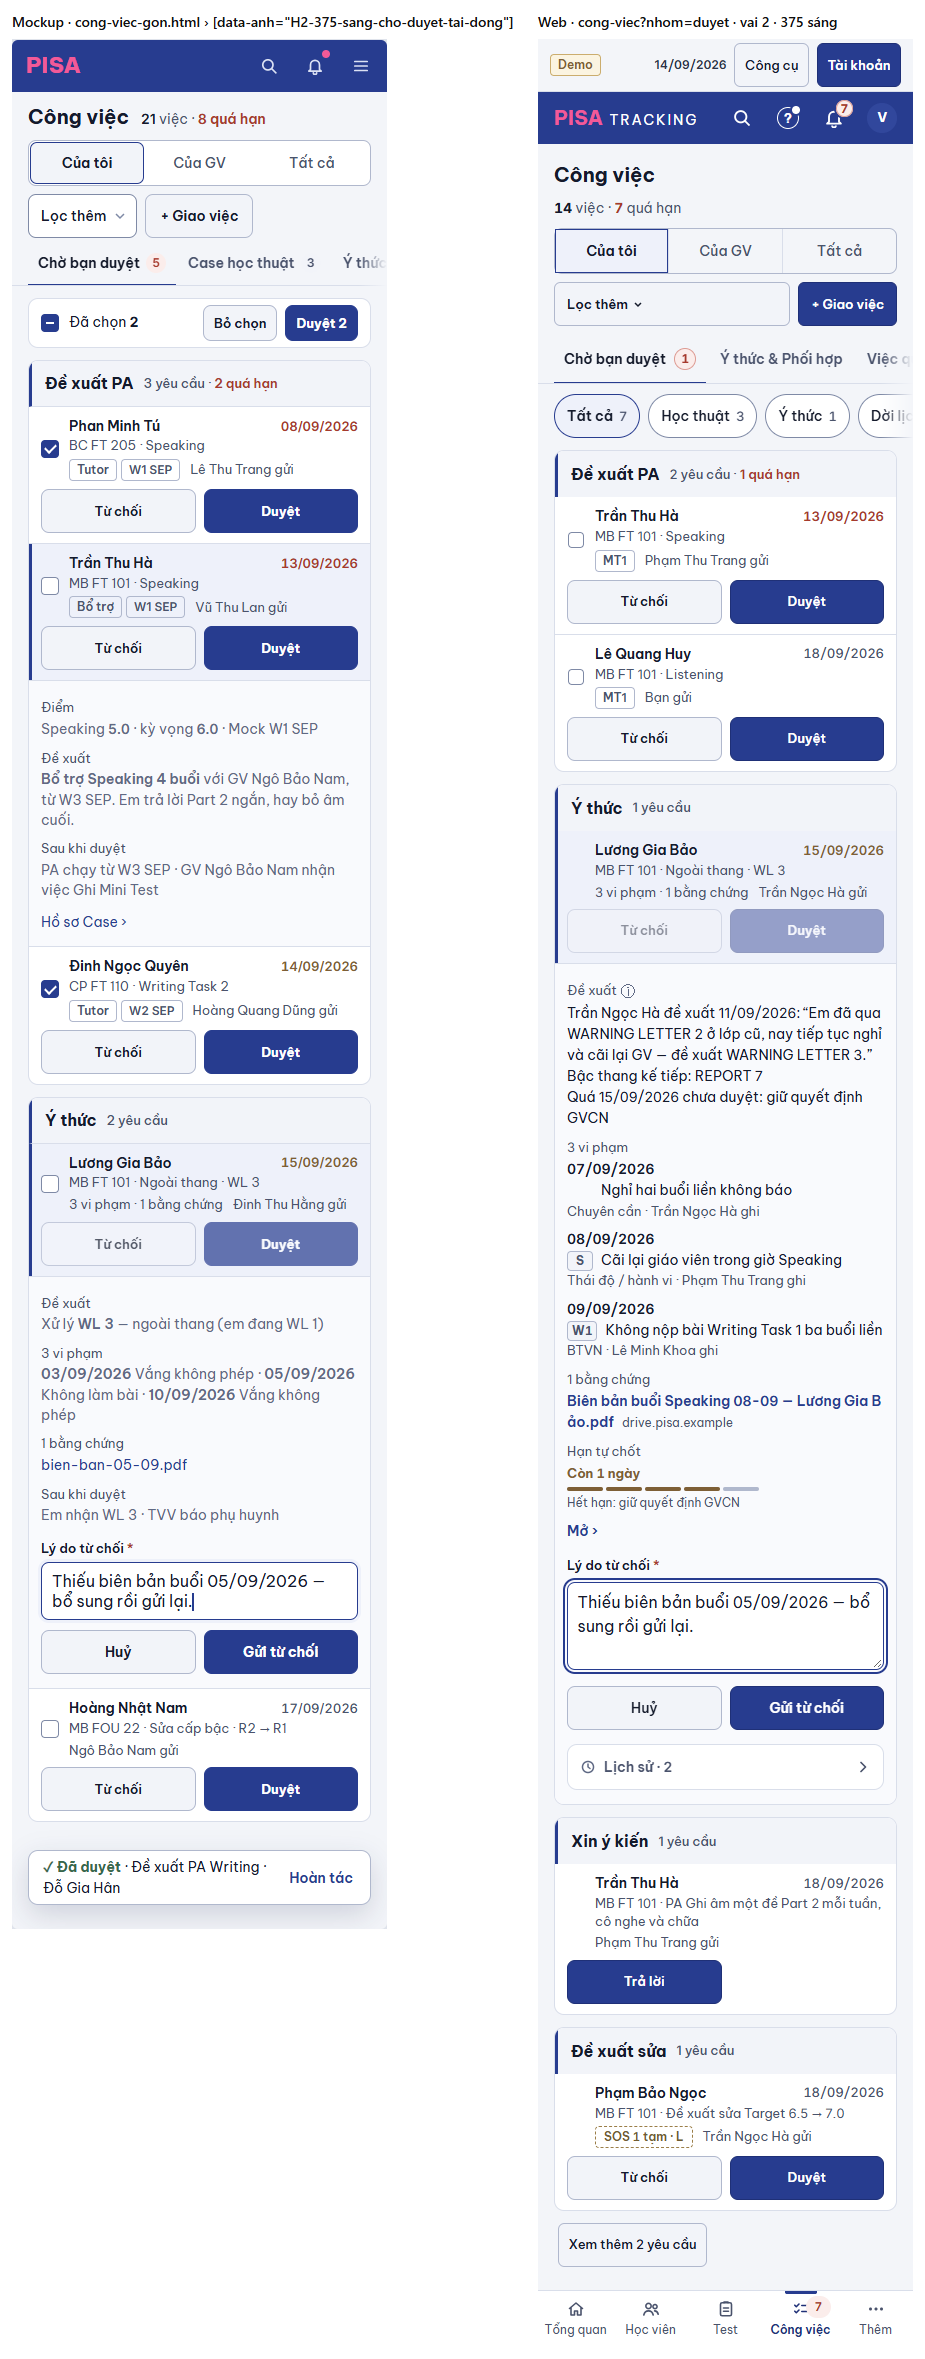 Mockup · cong-viec-gon.html › [data-anh="H2-375-sang-cho-duyet-tai-dong"]
PISA
Công việc 21 việc · 8 quá hạn
Của tôi Của GV Tất cả
Lọc thêm + Giao việc
Chờ bạn duyệt 5 Case học thuật 3 Ý thức
Đã chọn 2 Bỏ chọn Duyệt 2
Đề xuất PA 3 yêu cầu · 2 quá hạn
Phan Minh Tú 08/09/2026
BC FT 205 · Speaking
Tutor W1 SEP Lê Thu Trang gửi
Từ chối Duyệt
Trần Thu Hà 13/09/2026
MB FT 101 · Speaking
Bổ trợ W1 SEP Vũ Thu Lan gửi
Từ chối Duyệt
Điểm
Speaking 5.0 · kỳ vọng 6.0 · Mock W1 SEP
Đề xuất
Bổ trợ Speaking 4 buổi với GV Ngô Bảo Nam,
từ W3 SEP. Em trả lời Part 2 ngắn, hay bỏ âm
cuối.
Sau khi duyệt
PA chạy từ W3 SEP · GV Ngô Bảo Nam nhận
việc Ghi Mini Test
Hồ sơ Case ›
Đinh Ngọc Quyên 14/09/2026
CP FT 110 · Writing Task 2
Tutor W2 SEP Hoàng Quang Dũng gửi
Từ chối Duyệt
Ý thức 2 yêu cầu
Lương Gia Bảo 15/09/2026
MB FT 101 · Ngoài thang · WL 3
3 vi phạm · 1 bằng chứng Đinh Thu Hằng gửi
Từ chối Duyệt
Đề xuất
Xử lý WL 3 — ngoài thang (em đang WL 1)
3 vi phạm
03/09/2026 Vắng không phép · 05/09/2026
Không làm bài · 10/09/2026 Vắng không
phép
1 bằng chứng
bien-ban-05-09.pdf
Sau khi duyệt
Em nhận WL 3 · TVV báo phụ huynh
Lý do từ chối *
Thiếu biên bản buổi 05/09/2026 —
bổ sung rồi gửi lại.
Huỷ Gửi từ chối
Hoàng Nhật Nam 17/09/2026
MB FOU 22 · Sửa cấp bậc · R2 → R1
Ngô Bảo Nam gửi
Từ chối Duyệt
✓ Đã duyệt · Đề xuất PA Writing ·
Đỗ Gia Hân
Hoàn tác
Web · cong-viec?nhom=duyet · vai 2 · 375 sáng
Demo 14/09/2026 Công cụ Tài khoản
PISA TRACKING ? 7 V
Công việc
14 việc · 7 quá hạn
Của tôi Của GV Tất cả
Lọc thêm + Giao việc
Chờ bạn duyệt 1 Ý thức & Phối hợp Việc q
Tất cả 7 Học thuật 3 Ý thức 1 Dời lịc
Đề xuất PA 2 yêu cầu · 1 quá hạn
Trần Thu Hà 13/09/2026
MB FT 101 · Speaking
MT1 Phạm Thu Trang gửi
Từ chối Duyệt
Lê Quang Huy 18/09/2026
MB FT 101 · Listening
MT1 Bạn gửi
Từ chối Duyệt
Ý thức 1 yêu cầu
Lương Gia Bảo 15/09/2026
MB FT 101 · Ngoài thang · WL 3
3 vi phạm · 1 bằng chứng Trần Ngọc Hà gửi
Từ chối Duyệt
Đề xuất
Trần Ngọc Hà đề xuất 11/09/2026: “Em đã qua
WARNING LETTER 2 ở lớp cũ, nay tiếp tục nghỉ
và cãi lại GV — đề xuất WARNING LETTER 3.”
Bậc thang kế tiếp: REPORT 7
Quá 15/09/2026 chưa duyệt: giữ quyết định
GVCN
3 vi phạm
07/09/2026
Nghỉ hai buổi liền không báo
Chuyên cần · Trần Ngọc Hà ghi
08/09/2026
S Cãi lại giáo viên trong giờ Speaking
Thái độ / hành vi · Phạm Thu Trang ghi
09/09/2026
W1 Không nộp bài Writing Task 1 ba buổi liền
BTVN · Lê Minh Khoa ghi
1 bằng chứng
Biên bản buổi Speaking 08-09 — Lương Gia B
ảo.pdf drive.pisa.example
Hạn tự chốt
Còn 1 ngày
Hết hạn: giữ quyết định GVCN
Mở ›
Lý do từ chối *
Thiếu biên bản buổi 05/09/2026 — bổ
sung rồi gửi lại.
Huỷ Gửi từ chối
Lịch sử · 2
Xin ý kiến 1 yêu cầu
Trần Thu Hà 18/09/2026
MB FT 101 · PA Ghi âm một đề Part 2 mỗi tuần,
cô nghe và chữa
Phạm Thu Trang gửi
Trả lời
Đề xuất sửa 1 yêu cầu
Phạm Bảo Ngọc 18/09/2026
MB FT 101 · Đề xuất sửa Target 6.5 → 7.0
SOS 1 tạm · L Trần Ngọc Hà gửi
Từ chối Duyệt
Xem thêm 2 yêu cầu
7
Tổng quan Học viên Test Công việc Thêm